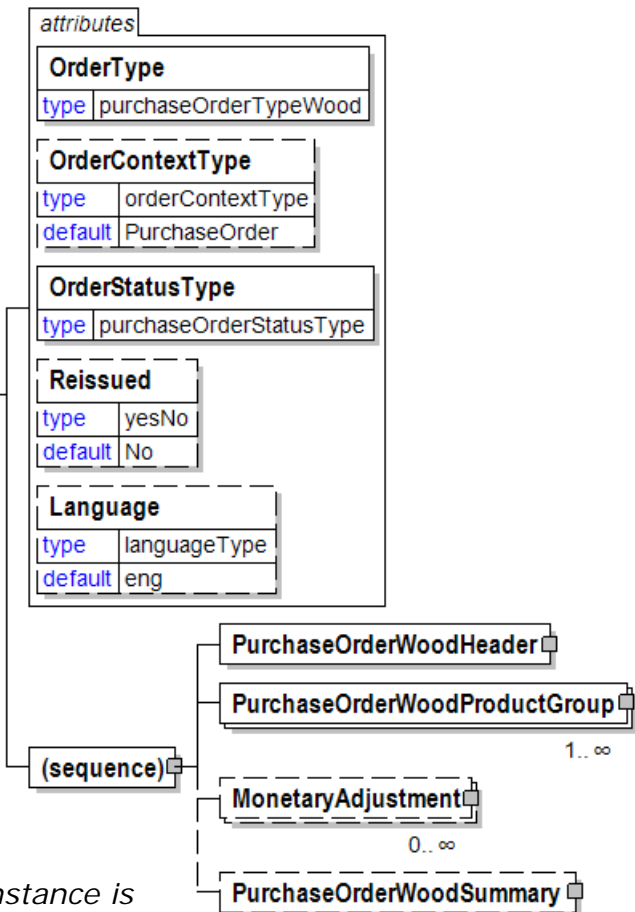 attributes
OrderType
type purchaseOrderTypeWood
OrderContextType
type orderContextType
default PurchaseOrder
OrderStatusType
type purchaseOrderStatusType
Reissued
type yesNo
default No
Language
type languageType
default eng
PurchaseOrderWoodHeader
PurchaseOrderWoodProductGroup
1..∞
(sequence)
MonetaryAdjustment
0..∞
PurchaseOrderWoodSummary
nstance is